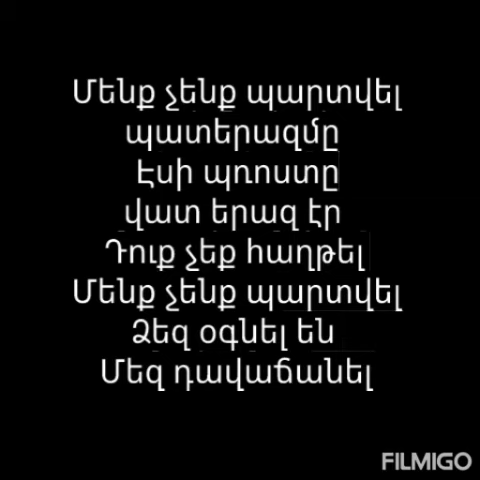 Մենք չենք պարտվել
պատերազմը
Էսի պռոստը
վատ երազ էր
Դուք չեք հաղթել
Մենք չենք պարտվել
Ձեզ օգնել են
Մեզ դավաճանել
FILMIGO